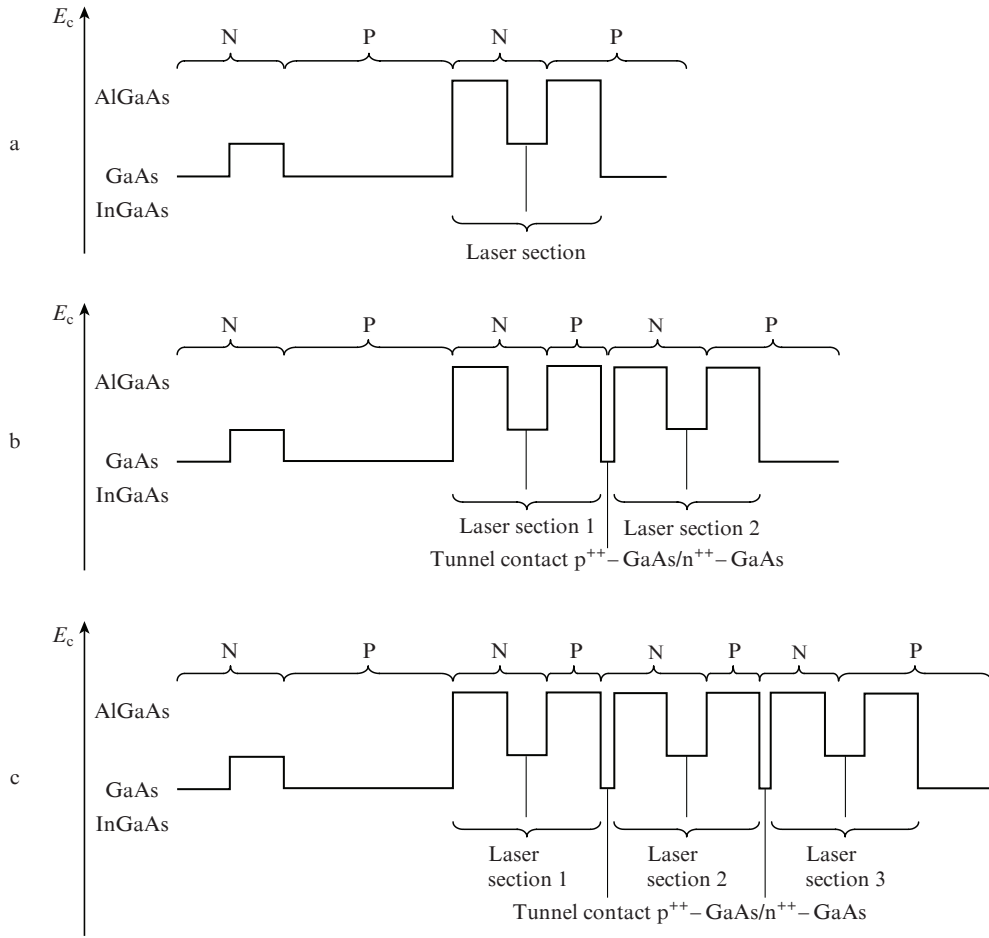 E_c
N P N P
AlGaAs
a
GaAs
InGaAs
Laser section
E_c
N P N P N P
AlGaAs
b
GaAs
InGaAs
Laser section 1 Laser section 2
Tunnel contact p⁺⁺– GaAs/n⁺⁺– GaAs
E_c
N P N P N P N P
AlGaAs
c
GaAs
InGaAs
Laser Laser Laser
section 1 section 2 section 3
Tunnel contact p⁺⁺– GaAs/n⁺⁺– GaAs